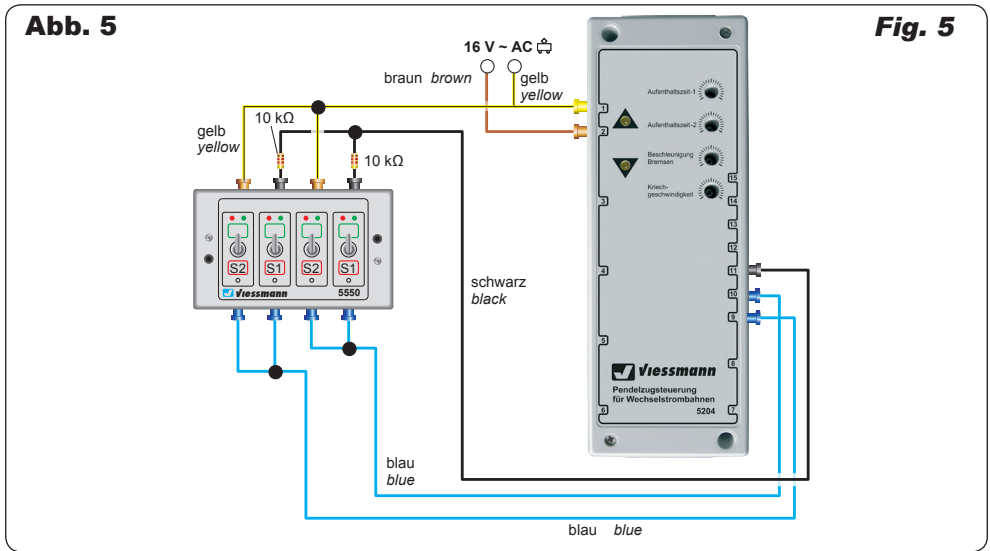 Abb. 5
Fig. 5
16 V ~ AC
braun brown
gelb
yellow
10 kΩ
gelb
yellow
10 kΩ
S2
S1
S2
S1
Viessmann
5550
schwarz
black
Aufenthaltszeit-1
Aufenthaltszeit -2
Beschleunigung
Bremsen
Kriech-
geschwindigkeit
1
2
3
4
5
6
15
14
13
12
11
10
9
8
7
Viessmann
Pendelzugsteuerung
für Wechselstrombahnen
5204
blau
blue
blau blue